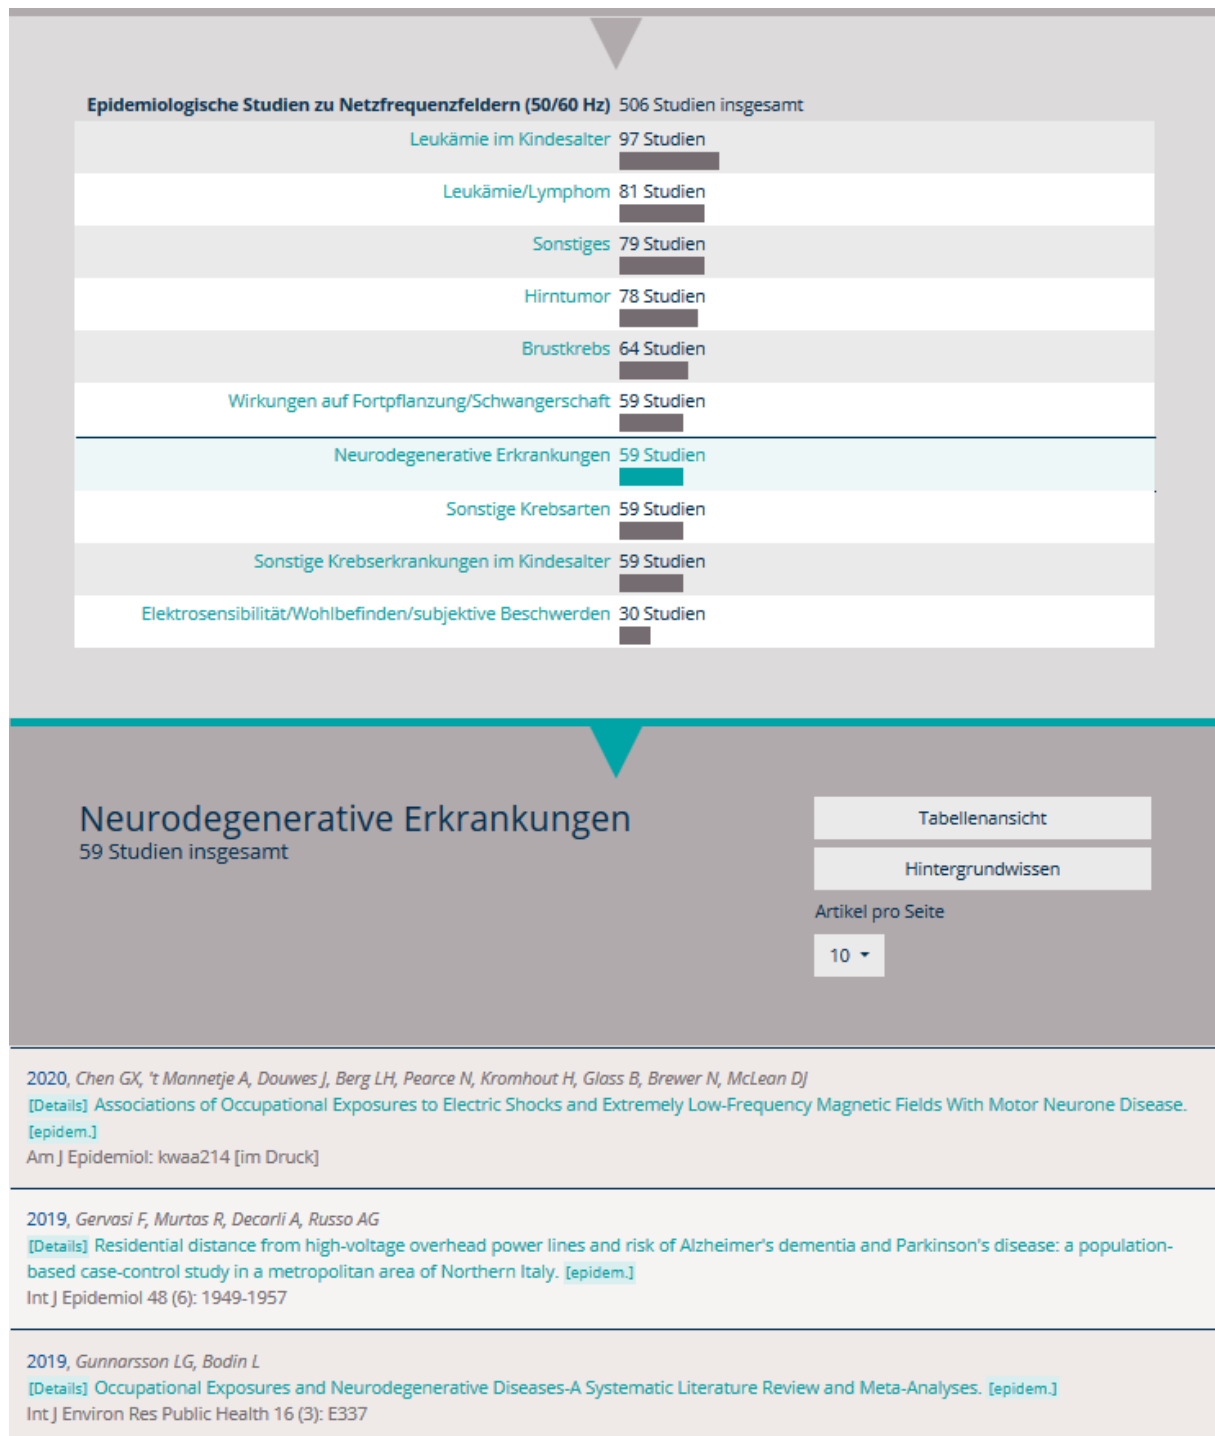 Epidemiologische Studien zu Netzfrequenzfeldern (50/60 Hz) 506 Studien insgesamt
Leukämie im Kindesalter 97 Studien
Leukämie/Lymphom 81 Studien
Sonstiges 79 Studien
Hirntumor 78 Studien
Brustkrebs 64 Studien
Wirkungen auf Fortpflanzung/Schwangerschaft 59 Studien
Neurodegenerative Erkrankungen 59 Studien
Sonstige Krebsarten 59 Studien
Sonstige Krebserkrankungen im Kindesalter 59 Studien
Elektrosensibilität/Wohlbefinden/subjektive Beschwerden 30 Studien
Neurodegenerative Erkrankungen
59 Studien insgesamt
Tabellenansicht
Hintergrundwissen
Artikel pro Seite
10
2020, Chen GX, 't Mannetje A, Douwes J, Berg LH, Pearce N, Kromhout H, Glass B, Brewer N, McLean DJ
[Details] Associations of Occupational Exposures to Electric Shocks and Extremely Low-Frequency Magnetic Fields With Motor Neurone Disease.
[epidem.]
Am J Epidemiol: kwaa214 [im Druck]
2019, Gervasi F, Murtas R, Decarli A, Russo AG
[Details] Residential distance from high-voltage overhead power lines and risk of Alzheimer's dementia and Parkinson's disease: a population-
based case-control study in a metropolitan area of Northern Italy. [epidem.]
Int J Epidemiol 48 (6): 1949-1957
2019, Gunnarsson LG, Bodin L
[Details] Occupational Exposures and Neurodegenerative Diseases-A Systematic Literature Review and Meta-Analyses. [epidem.]
Int J Environ Res Public Health 16 (3): E337